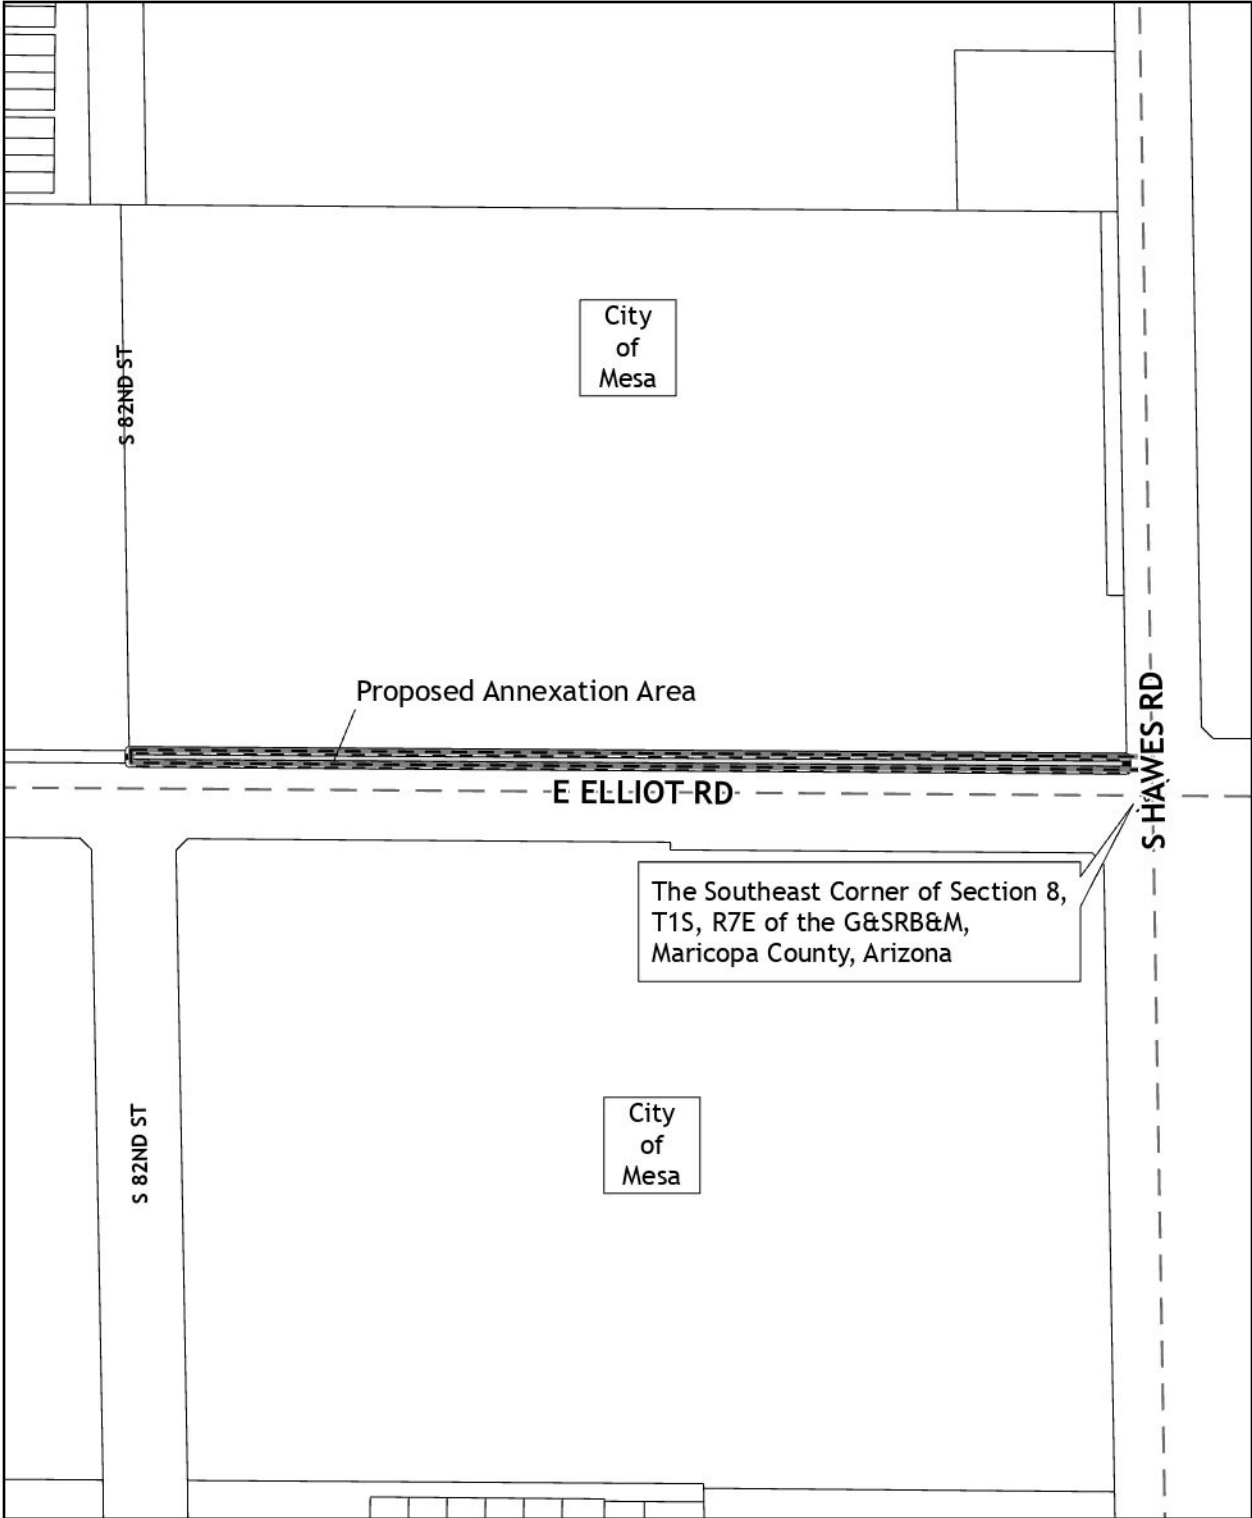 City
of
Mesa
S 82ND ST
Proposed Annexation Area
S HAWES RD
E ELLIOT RD
The Southeast Corner of Section 8,
T1S, R7E of the G&SRB&M,
Maricopa County, Arizona
City
of
Mesa
S 82ND ST